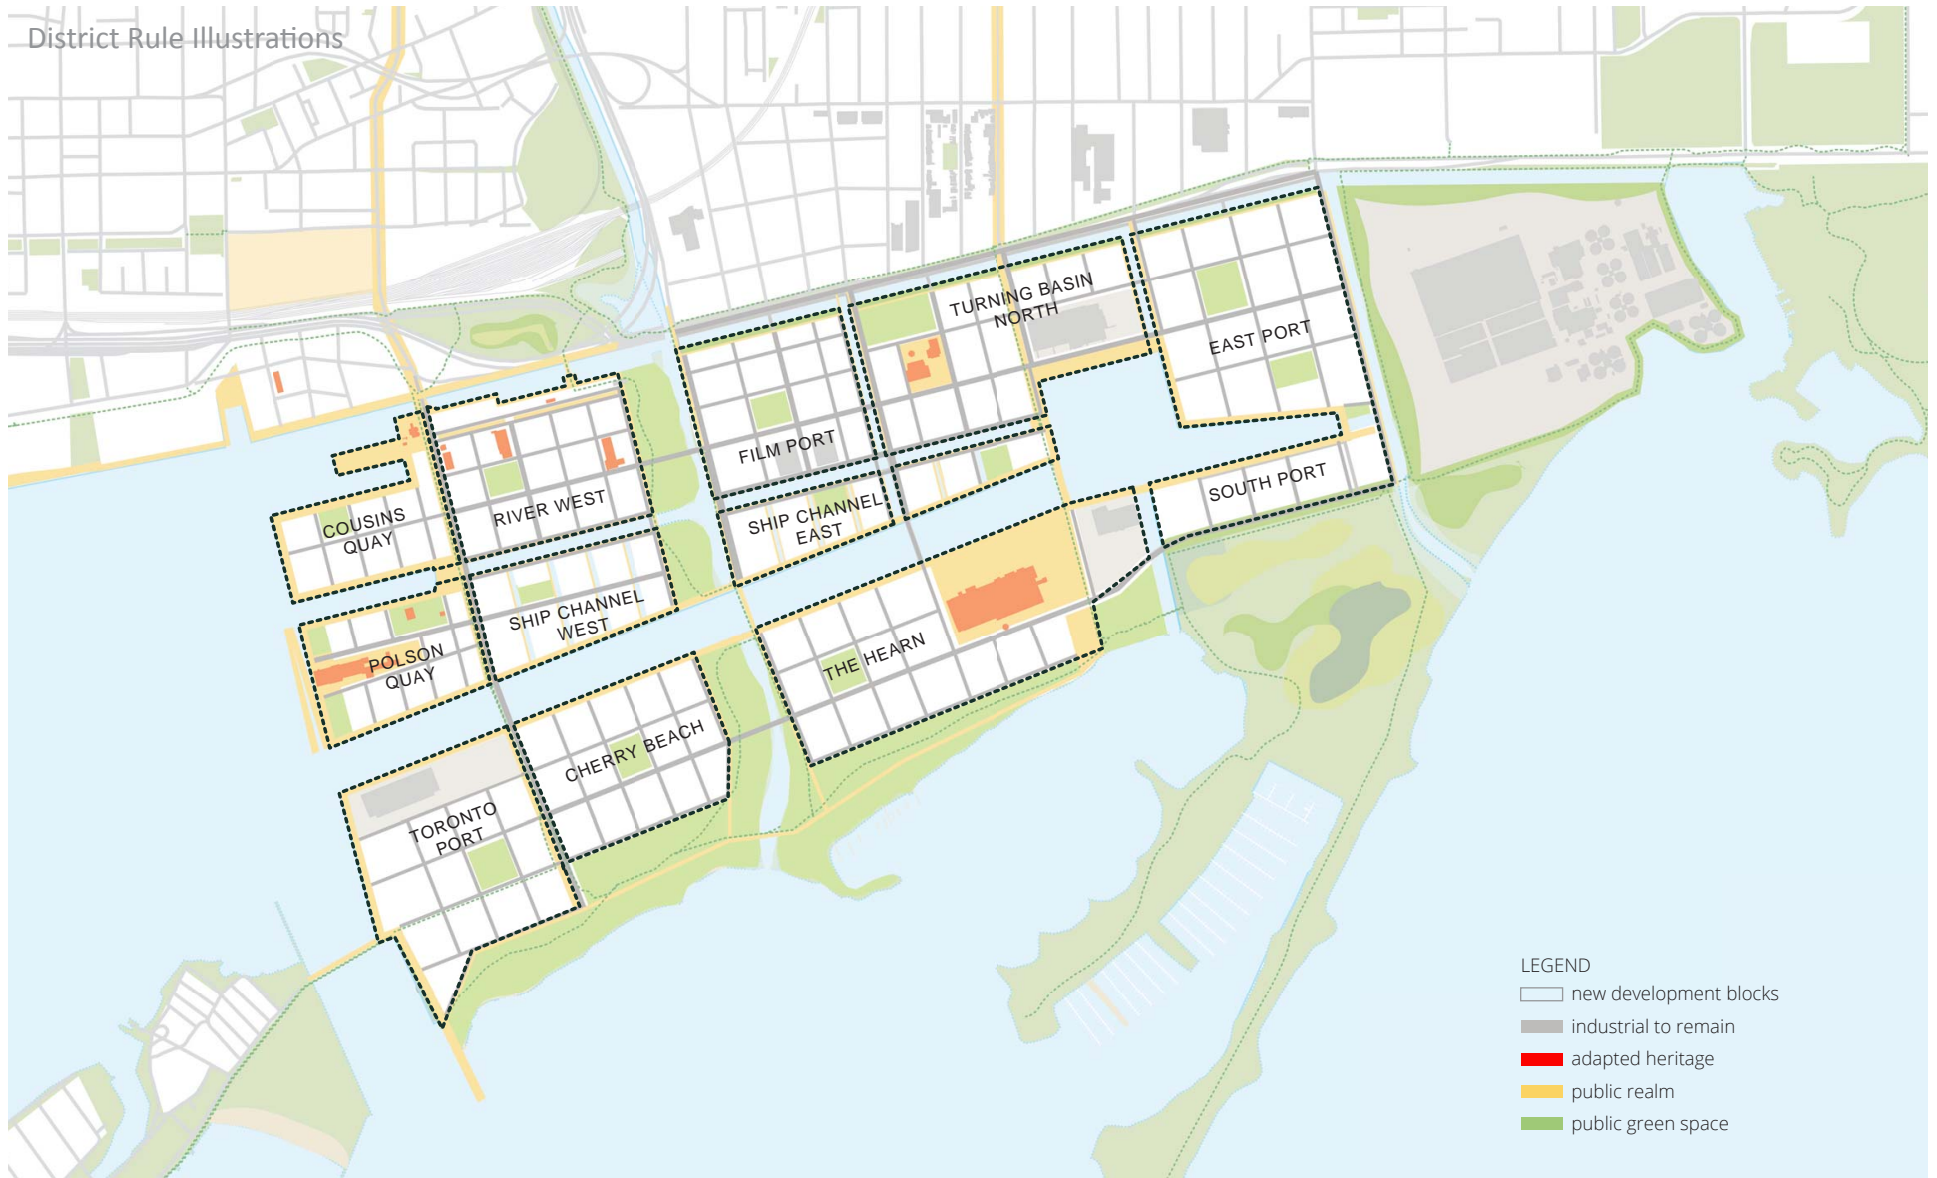 District Rule Illustrations
TURNING BASIN
NORTH
EAST PORT
FILM PORT
RIVER WEST
COUSINS
QUAY
SHIP CHANNEL
EAST
SOUTH PORT
SHIP CHANNEL
WEST
POLSON
QUAY
THE HEARN
CHERRY BEACH
TORONTO
PORT
LEGEND
new development blocks
industrial to remain
adapted heritage
public realm
public green space